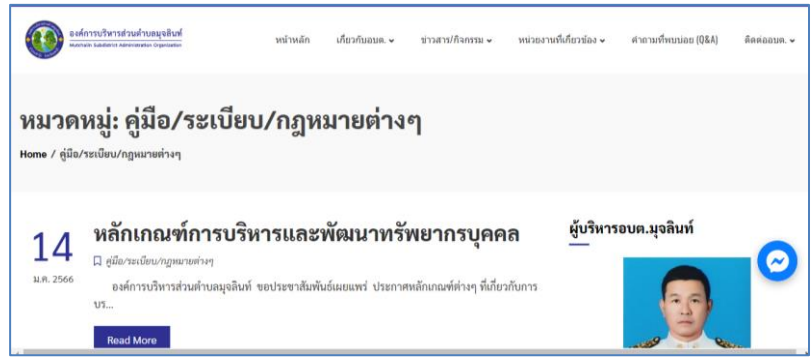 องค์การบริหารส่วนตำบลมุจลินท์
Mutchalin Subdistrict Administrative Organization
หน้าหลัก เกี่ยวกับอบต. ข่าวสาร/กิจกรรม หน่วยงานที่เกี่ยวข้อง คำถามที่พบบ่อย (Q&A) ติดต่ออบต.
หมวดหมู่: คู่มือ/ระเบียบ/กฎหมายต่างๆ
Home / คู่มือ/ระเบียบ/กฎหมายต่างๆ
14
ม.ค. 2566
หลักเกณฑ์การบริหารและพัฒนาทรัพยากรบุคคล
คู่มือ/ระเบียบ/กฎหมายต่างๆ
องค์การบริหารส่วนตำบลมุจลินท์ ขอประชาสัมพันธ์เผยแพร่ ประกาศหลักเกณฑ์ต่างๆ ที่เกี่ยวกับการ
บร...
Read More
ผู้บริหารอบต.มุจลินท์